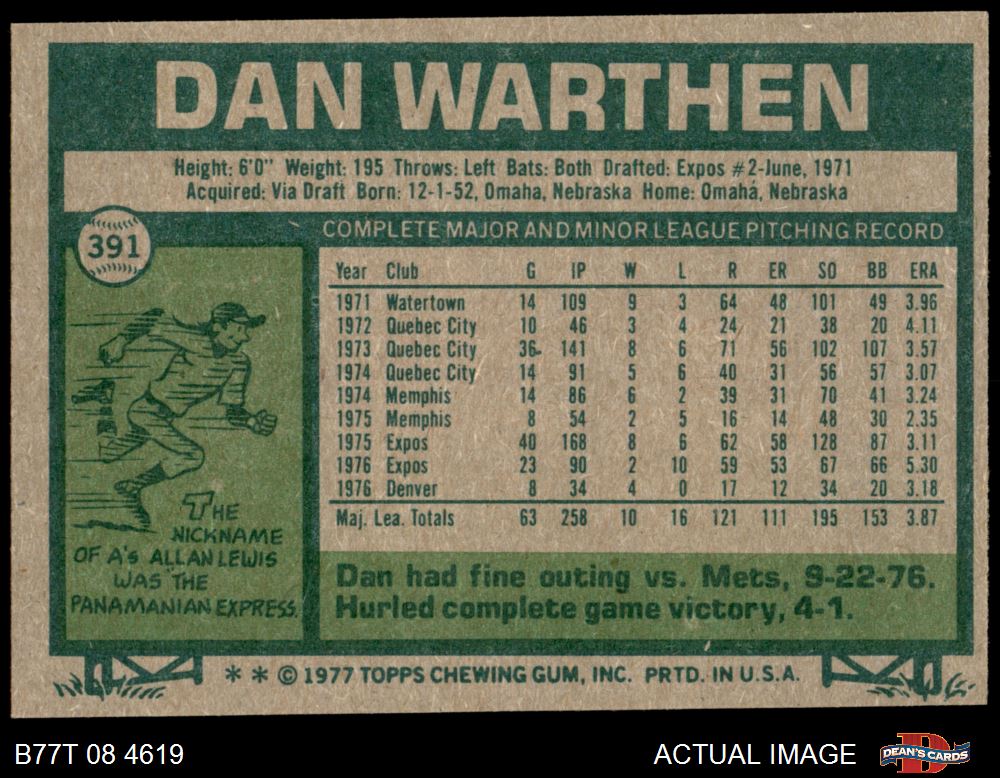 DAN WARTHEN
Height: 6'0" Weight: 195 Throws: Left Bats: Both Drafted: Expos #2-June, 1971
Acquired: Via Draft Born: 12-1-52, Omaha, Nebraska Home: Omaha, Nebraska
391
COMPLETE MAJOR AND MINOR LEAGUE PITCHING RECORD
Year Club G IP W L R ER SO BB ERA
1971 Watertown 14 109 9 3 64 48 101 49 3.96
1972 Quebec City 10 46 3 4 24 21 38 20 4.11
1973 Quebec City 36 141 8 6 71 56 102 107 3.57
1974 Quebec City 14 91 5 6 40 31 56 57 3.07
1974 Memphis 14 86 6 2 39 31 70 41 3.24
1975 Memphis 8 54 2 5 16 14 48 30 2.35
1975 Expos 40 168 8 6 62 58 128 87 3.11
1976 Expos 23 90 2 10 59 53 67 66 5.30
1976 Denver 8 34 4 0 17 12 34 20 3.18
Maj. Lea. Totals 63 258 10 16 121 111 195 153 3.87
THE
NICKNAME
OF A's ALLAN LEWIS
WAS THE
PANAMANIAN EXPRESS.
Dan had fine outing vs. Mets, 9-22-76.
Hurled complete game victory, 4-1.
* * © 1977 TOPPS CHEWING GUM, INC. PRTD. IN U.S.A.
B77T 08 4619
ACTUAL IMAGE
D
DEAN'S CARDS